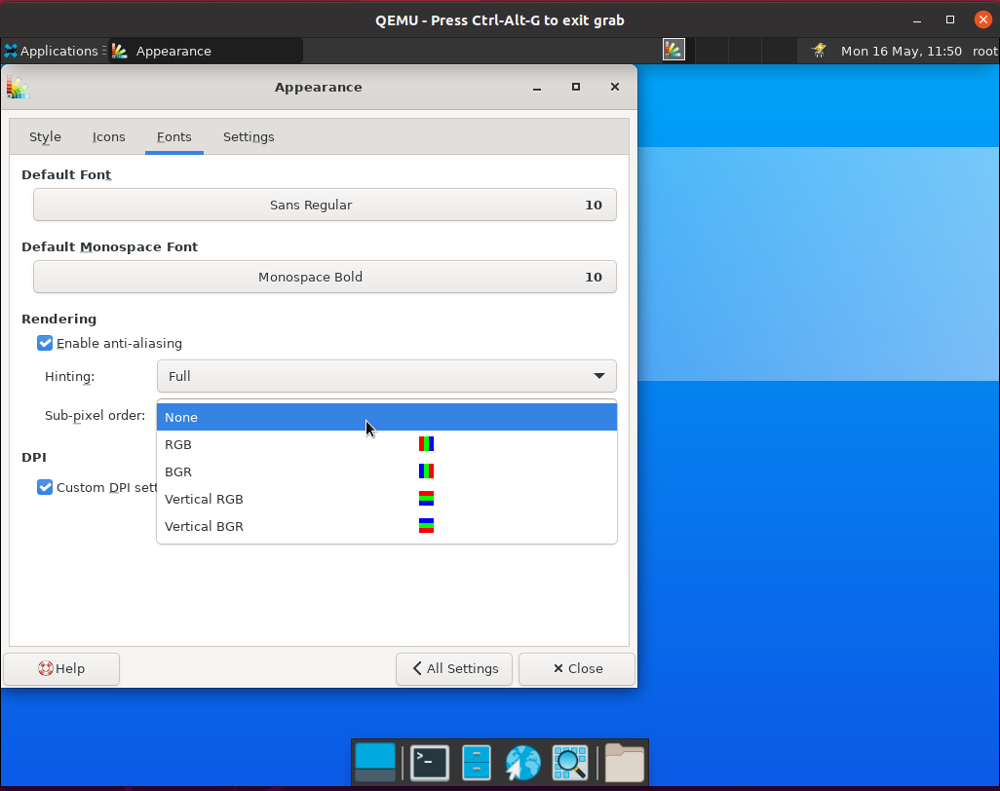 QEMU - Press Ctrl-Alt-G to exit grab
Applications Appearance Mon 16 May, 11:50 root
Appearance
Style Icons Fonts Settings
Default Font
Sans Regular 10
Default Monospace Font
Monospace Bold 10
Rendering
Enable anti-aliasing
Hinting: Full
Sub-pixel order: None
RGB
BGR
DPI
Custom DPI sett
Vertical RGB
Vertical BGR
Help All Settings Close